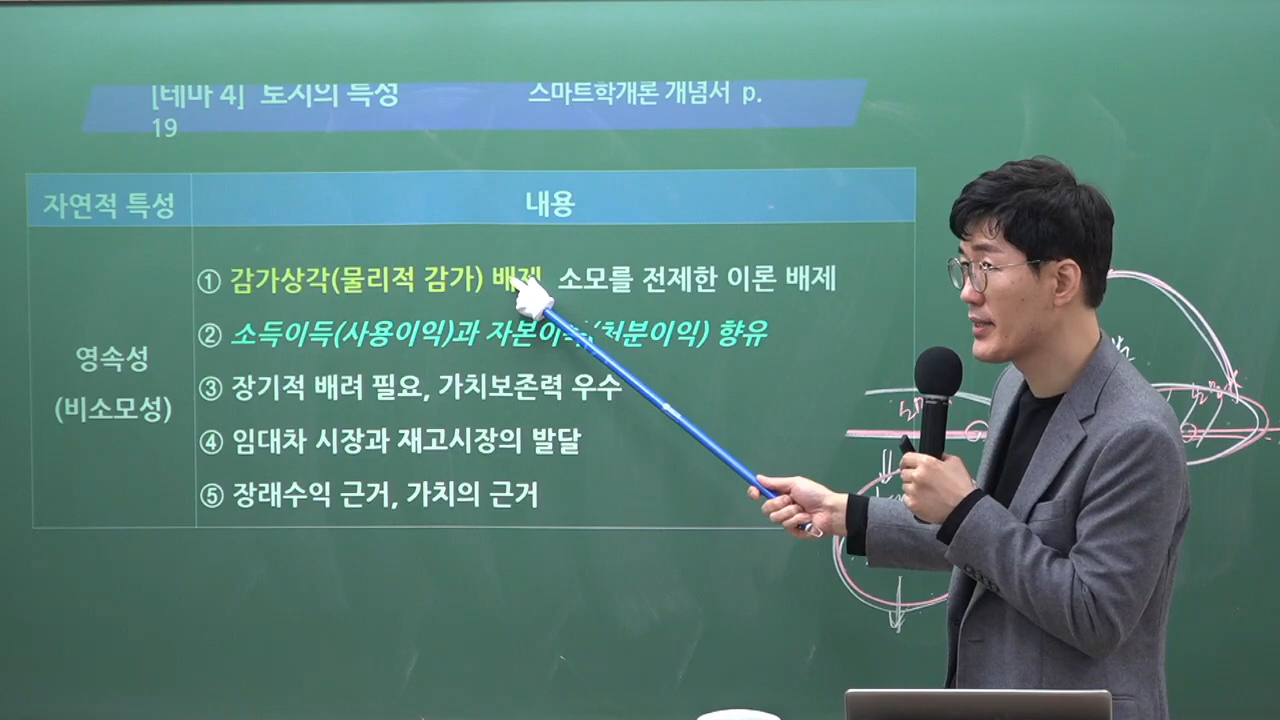 [테마 4] 토지의 특성 스마트학개론 개념서 p.
19
자연적 특성 내용
영속성
(비소모성)
① 감가상각(물리적 감가) 배제 소모를 전제한 이론 배제
② 소득이득(사용이익)과 자본이득(처분이익) 향유
③ 장기적 배려 필요, 가치보존력 우수
④ 임대차 시장과 재고시장의 발달
⑤ 장래수익 근거, 가치의 근거